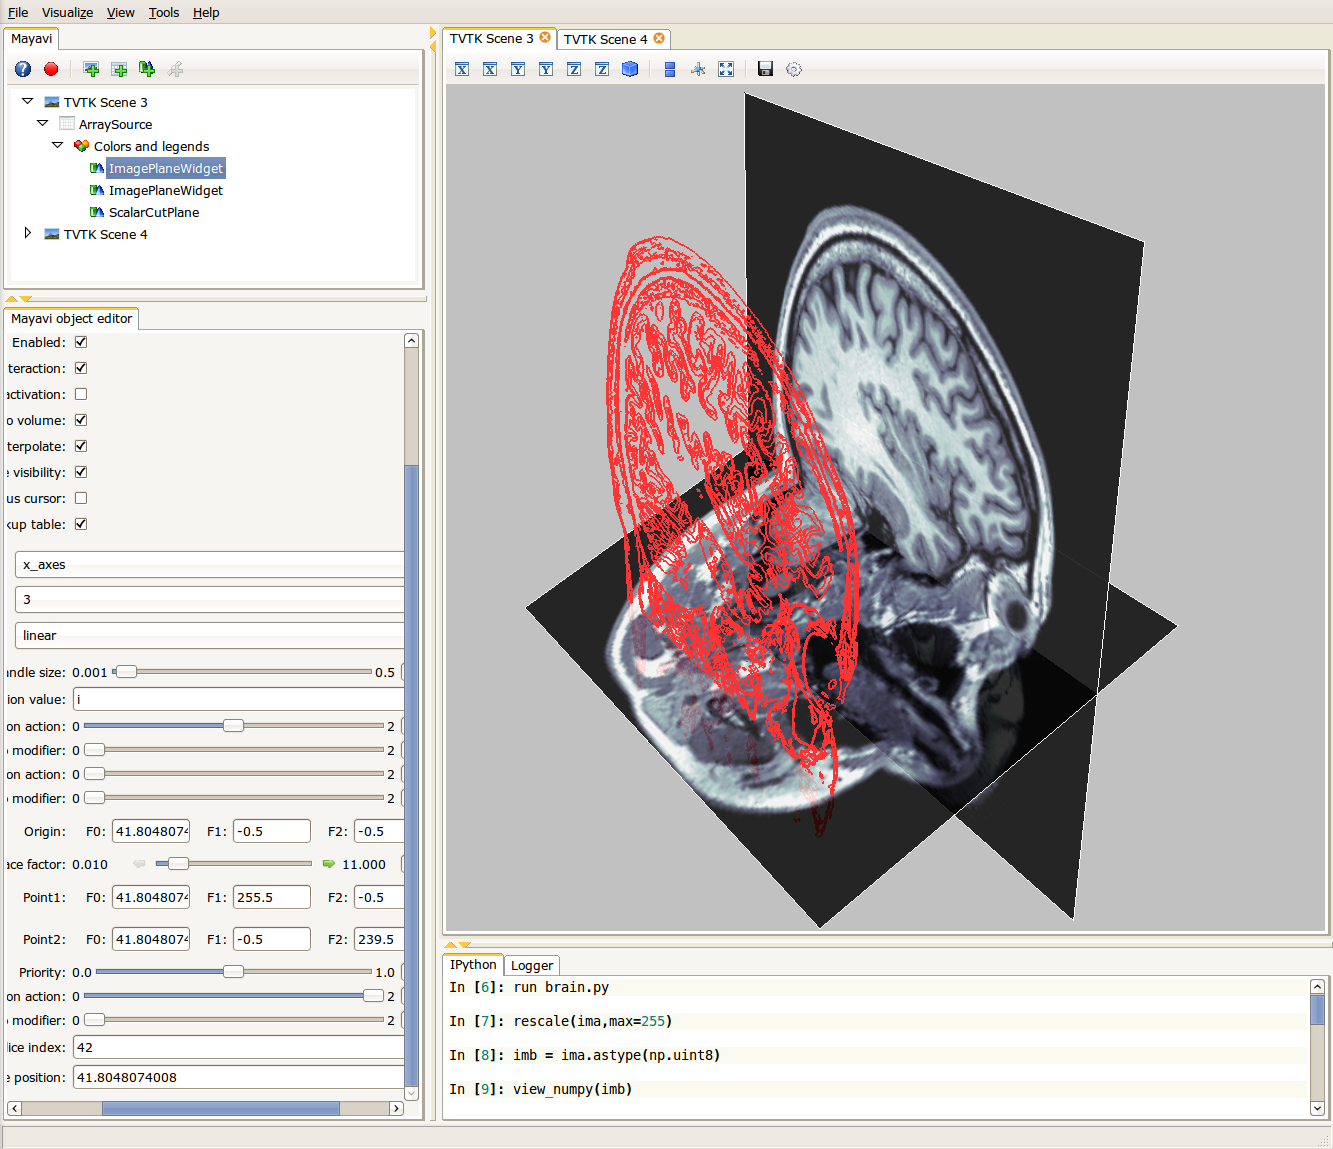 File Visualize View Tools Help
Mayavi
TVTK Scene 3
ArraySource
Colors and legends
ImagePlaneWidget
ImagePlaneWidget
ScalarCutPlane
TVTK Scene 4
Mayavi object editor
Enabled:
teraction:
activation:
o volume:
terpolate:
e visibility:
us cursor:
kup table:
x_axes
3
linear
ndle size: 0.001 0.5
ion value: i
on action: 0 2
o modifier: 0 2
on action: 0 2
o modifier: 0 2
Origin: F0: 41.8048074 F1: -0.5 F2: -0.5
ace factor: 0.010 11.000
Point1: F0: 41.8048074 F1: 255.5 F2: -0.5
Point2: F0: 41.8048074 F1: -0.5 F2: 239.5
Priority: 0.0 1.0
on action: 0 2
o modifier: 0 2
lice index: 42
e position: 41.8048074008
TVTK Scene 3 TVTK Scene 4
X X Y Y Z Z
IPython Logger
In [6]: run brain.py
In [7]: rescale(ima,max=255)
In [8]: imb = ima.astype(np.uint8)
In [9]: view_numpy(imb)